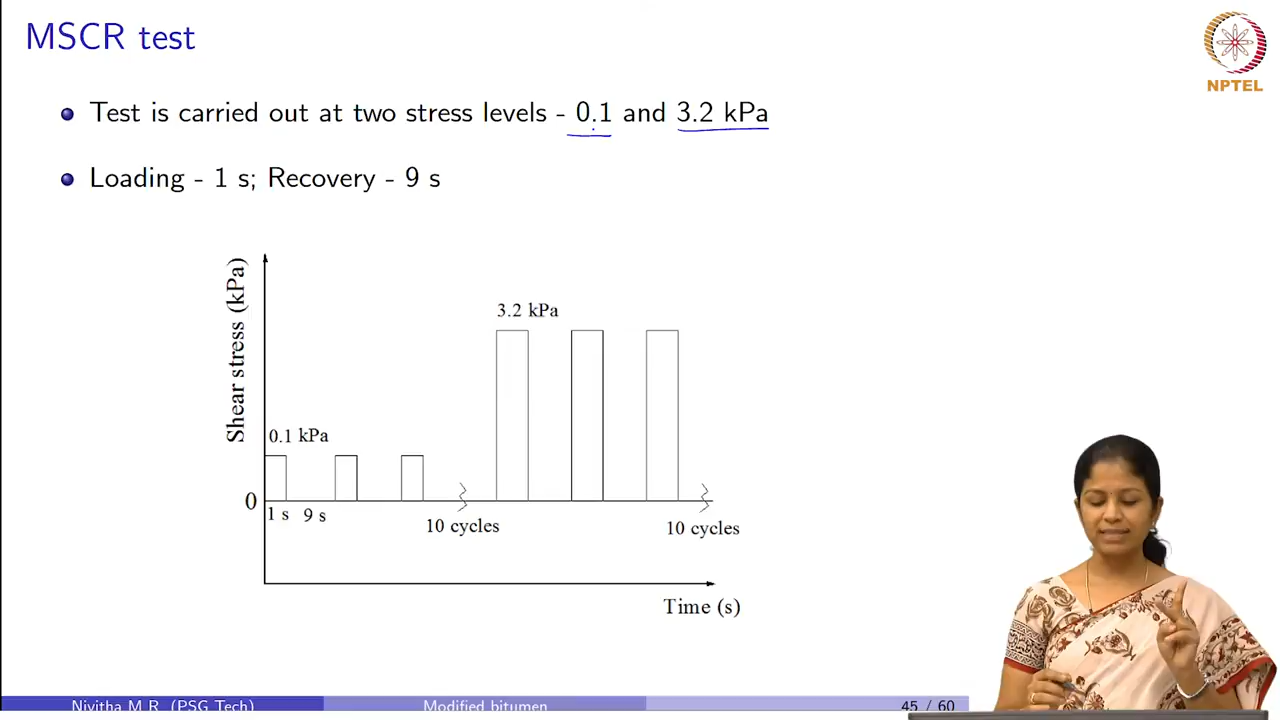 MSCR test
NPTEL
Test is carried out at two stress levels - 0.1 and 3.2 kPa
Loading - 1 s; Recovery - 9 s
Shear stress (kPa)
3.2 kPa
0.1 kPa
0
1 s 9 s
10 cycles
10 cycles
Time (s)
Nivitha M.R. (PSG Tech)
Modified bitumen
45 / 60